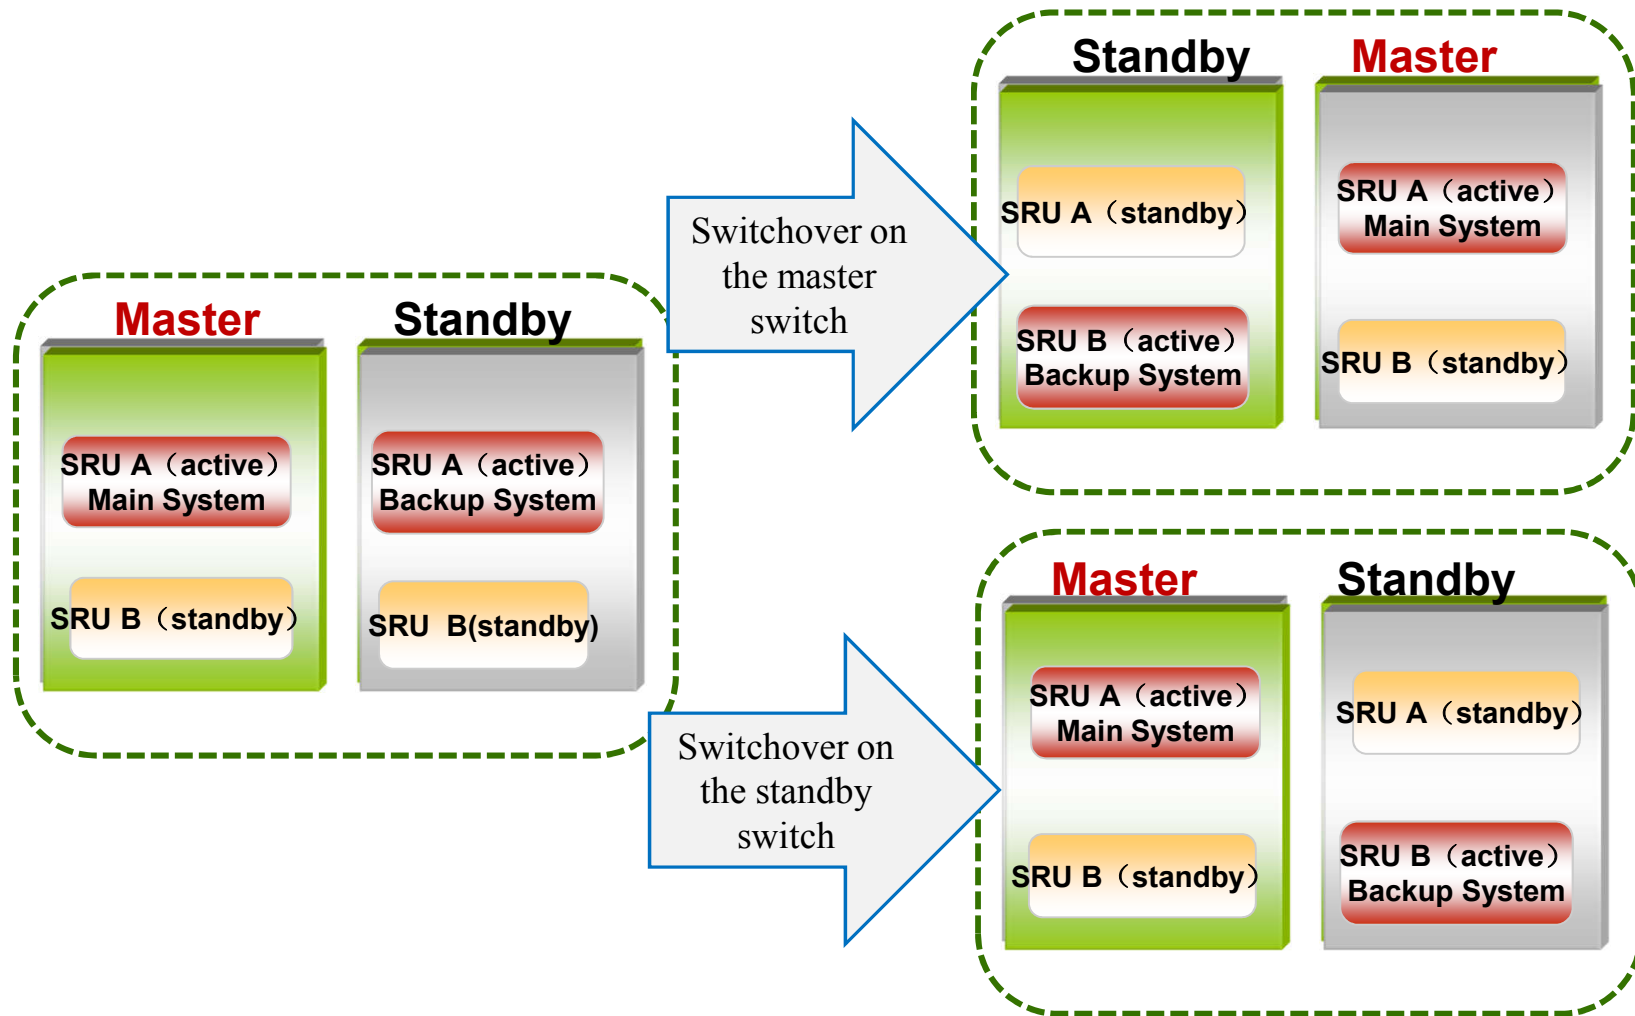 Master
Standby
SRU A（active）
Main System
SRU A（active）
Backup System
SRU B（standby）
SRU  B(standby)
Switchover on
the master
switch
Standby
Master
SRU A（standby）
SRU A（active）
Main System
SRU B（active）
Backup System
SRU B（standby）
Switchover on
the standby
switch
Master
Standby
SRU A（active）
Main System
SRU A（standby）
SRU B（standby）
SRU B（active）
Backup System